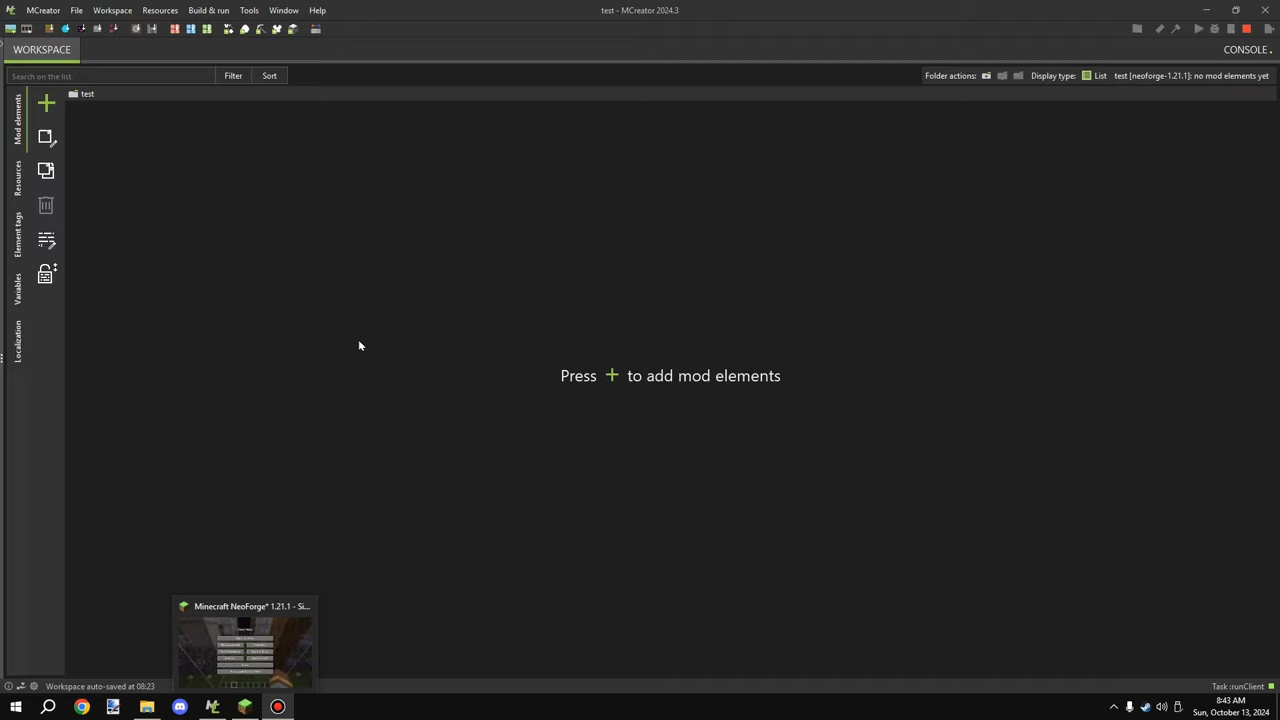 MCreator File Workspace Resources Build & run Tools Window Help
test - MCreator 2024.3
WORKSPACE
CONSOLE
Search on the list
Filter
Sort
Folder actions:
Display type:
List
test [neoforge-1.21.1]: no mod elements yet
test
Mod elements
Resources
Element tags
Variables
Localization
Press + to add mod elements
Minecraft NeoForge* 1.21.1 - Si...
Workspace auto-saved at 08:23
Task :runClient
8:43 AM
Sun, October 13, 2024